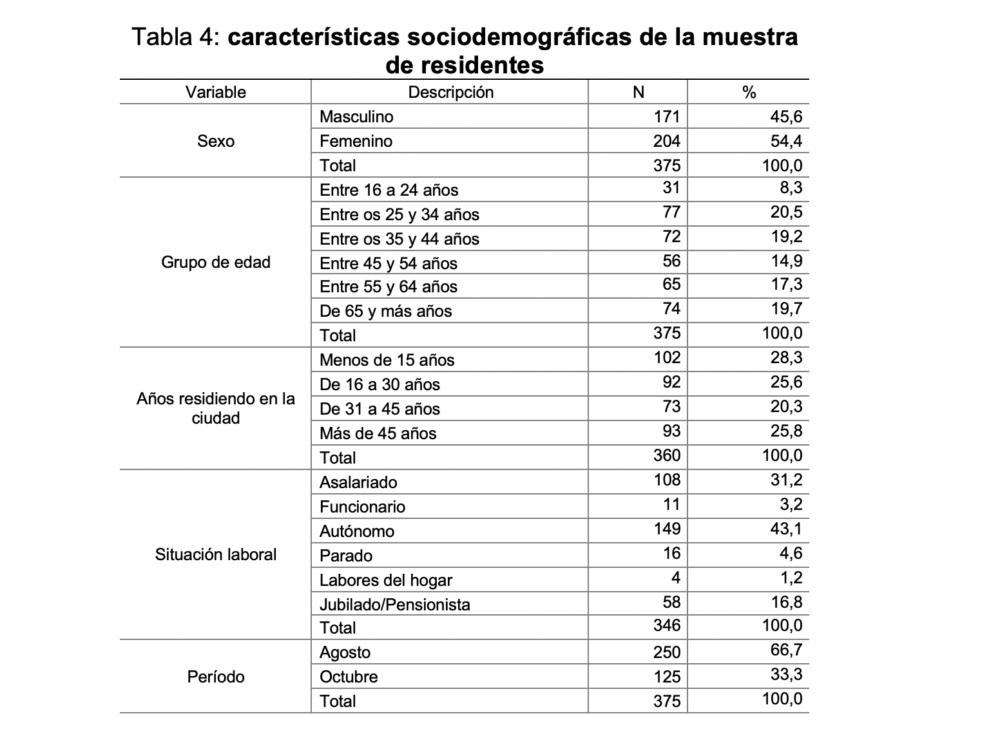 Tabla 4: características sociodemográficas de la muestra
de residentes
Variable Descripción N %
Sexo
Masculino 171 45,6
Femenino 204 54,4
Total 375 100,0
Grupo de edad
Entre 16 a 24 años 31 8,3
Entre os 25 y 34 años 77 20,5
Entre os 35 y 44 años 72 19,2
Entre 45 y 54 años 56 14,9
Entre 55 y 64 años 65 17,3
De 65 y más años 74 19,7
Total 375 100,0
Años residiendo en la
ciudad
Menos de 15 años 102 28,3
De 16 a 30 años 92 25,6
De 31 a 45 años 73 20,3
Más de 45 años 93 25,8
Total 360 100,0
Situación laboral
Asalariado 108 31,2
Funcionario 11 3,2
Autónomo 149 43,1
Parado 16 4,6
Labores del hogar 4 1,2
Jubilado/Pensionista 58 16,8
Total 346 100,0
Período
Agosto 250 66,7
Octubre 125 33,3
Total 375 100,0